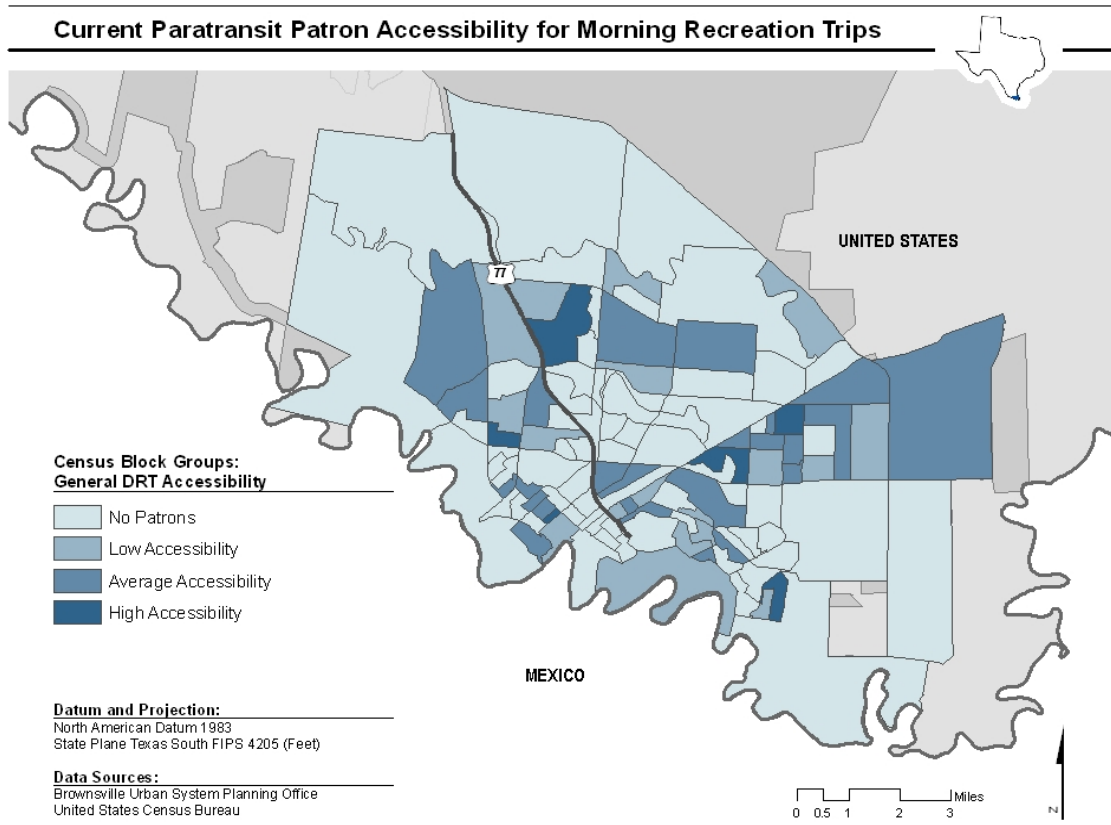 Current Paratransit Patron Accessibility for Morning Recreation Trips
UNITED STATES
77
Census Block Groups:
General DRT Accessibility
No Patrons
Low Accessibility
Average Accessibility
High Accessibility
MEXICO
Datum and Projection:
North American Datum 1983
State Plane Texas South FIPS 4205 (Feet)
Data Sources:
Brownsville Urban System Planning Office
United States Census Bureau
Miles
0 0.5 1 2 3
N